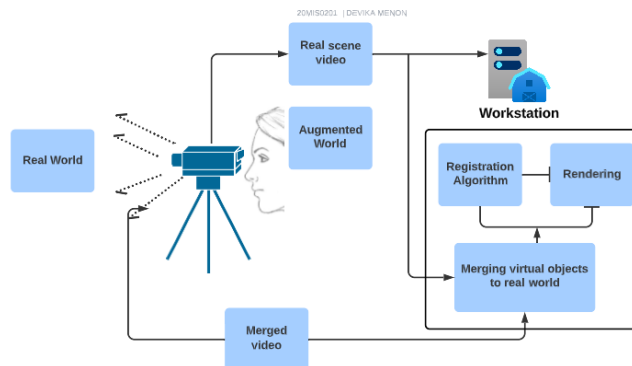 20MIS0201 | DEVIKA MENON
Real scene
video
Workstation
Augmented
World
Real World
Registration
Algorithm
Rendering
Merging virtual objects
to real world
Merged
video